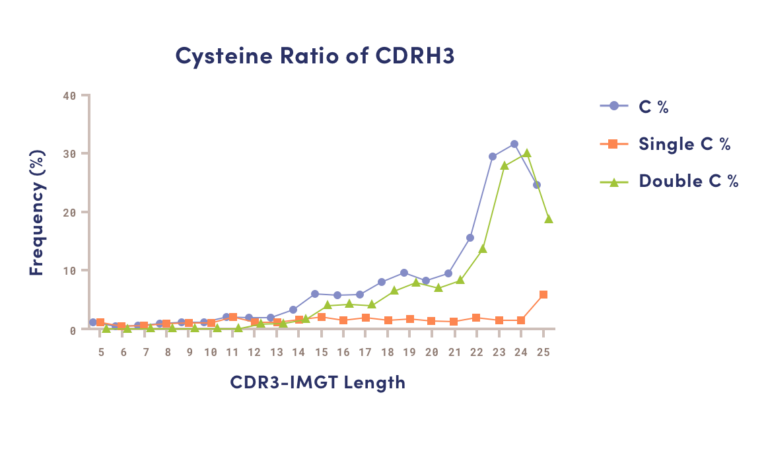 Cysteine Ratio of CDRH3
40
30
20
10
0
Frequency (%)
5 6 7 8 9 10 11 12 13 14 15 16 17 18 19 20 21 22 23 24 25
CDR3-IMGT Length
C %
Single C %
Double C %